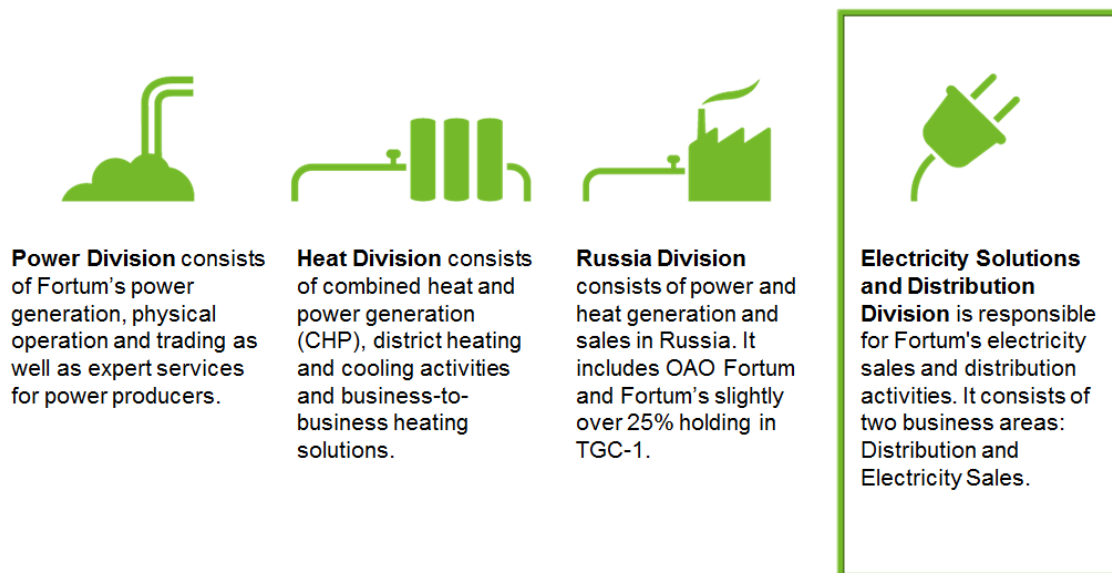 Power Division consists
of Fortum’s power
generation, physical
operation and trading as
well as expert services
for power producers.
Heat Division consists
of combined heat and
power generation
(CHP), district heating
and cooling activities
and business-to-
business heating
solutions.
Russia Division
consists of power and
heat generation and
sales in Russia. It
includes OAO Fortum
and Fortum’s slightly
over 25% holding in
TGC-1.
Electricity Solutions
and Distribution
Division is responsible
for Fortum's electricity
sales and distribution
activities. It consists of
two business areas:
Distribution and
Electricity Sales.